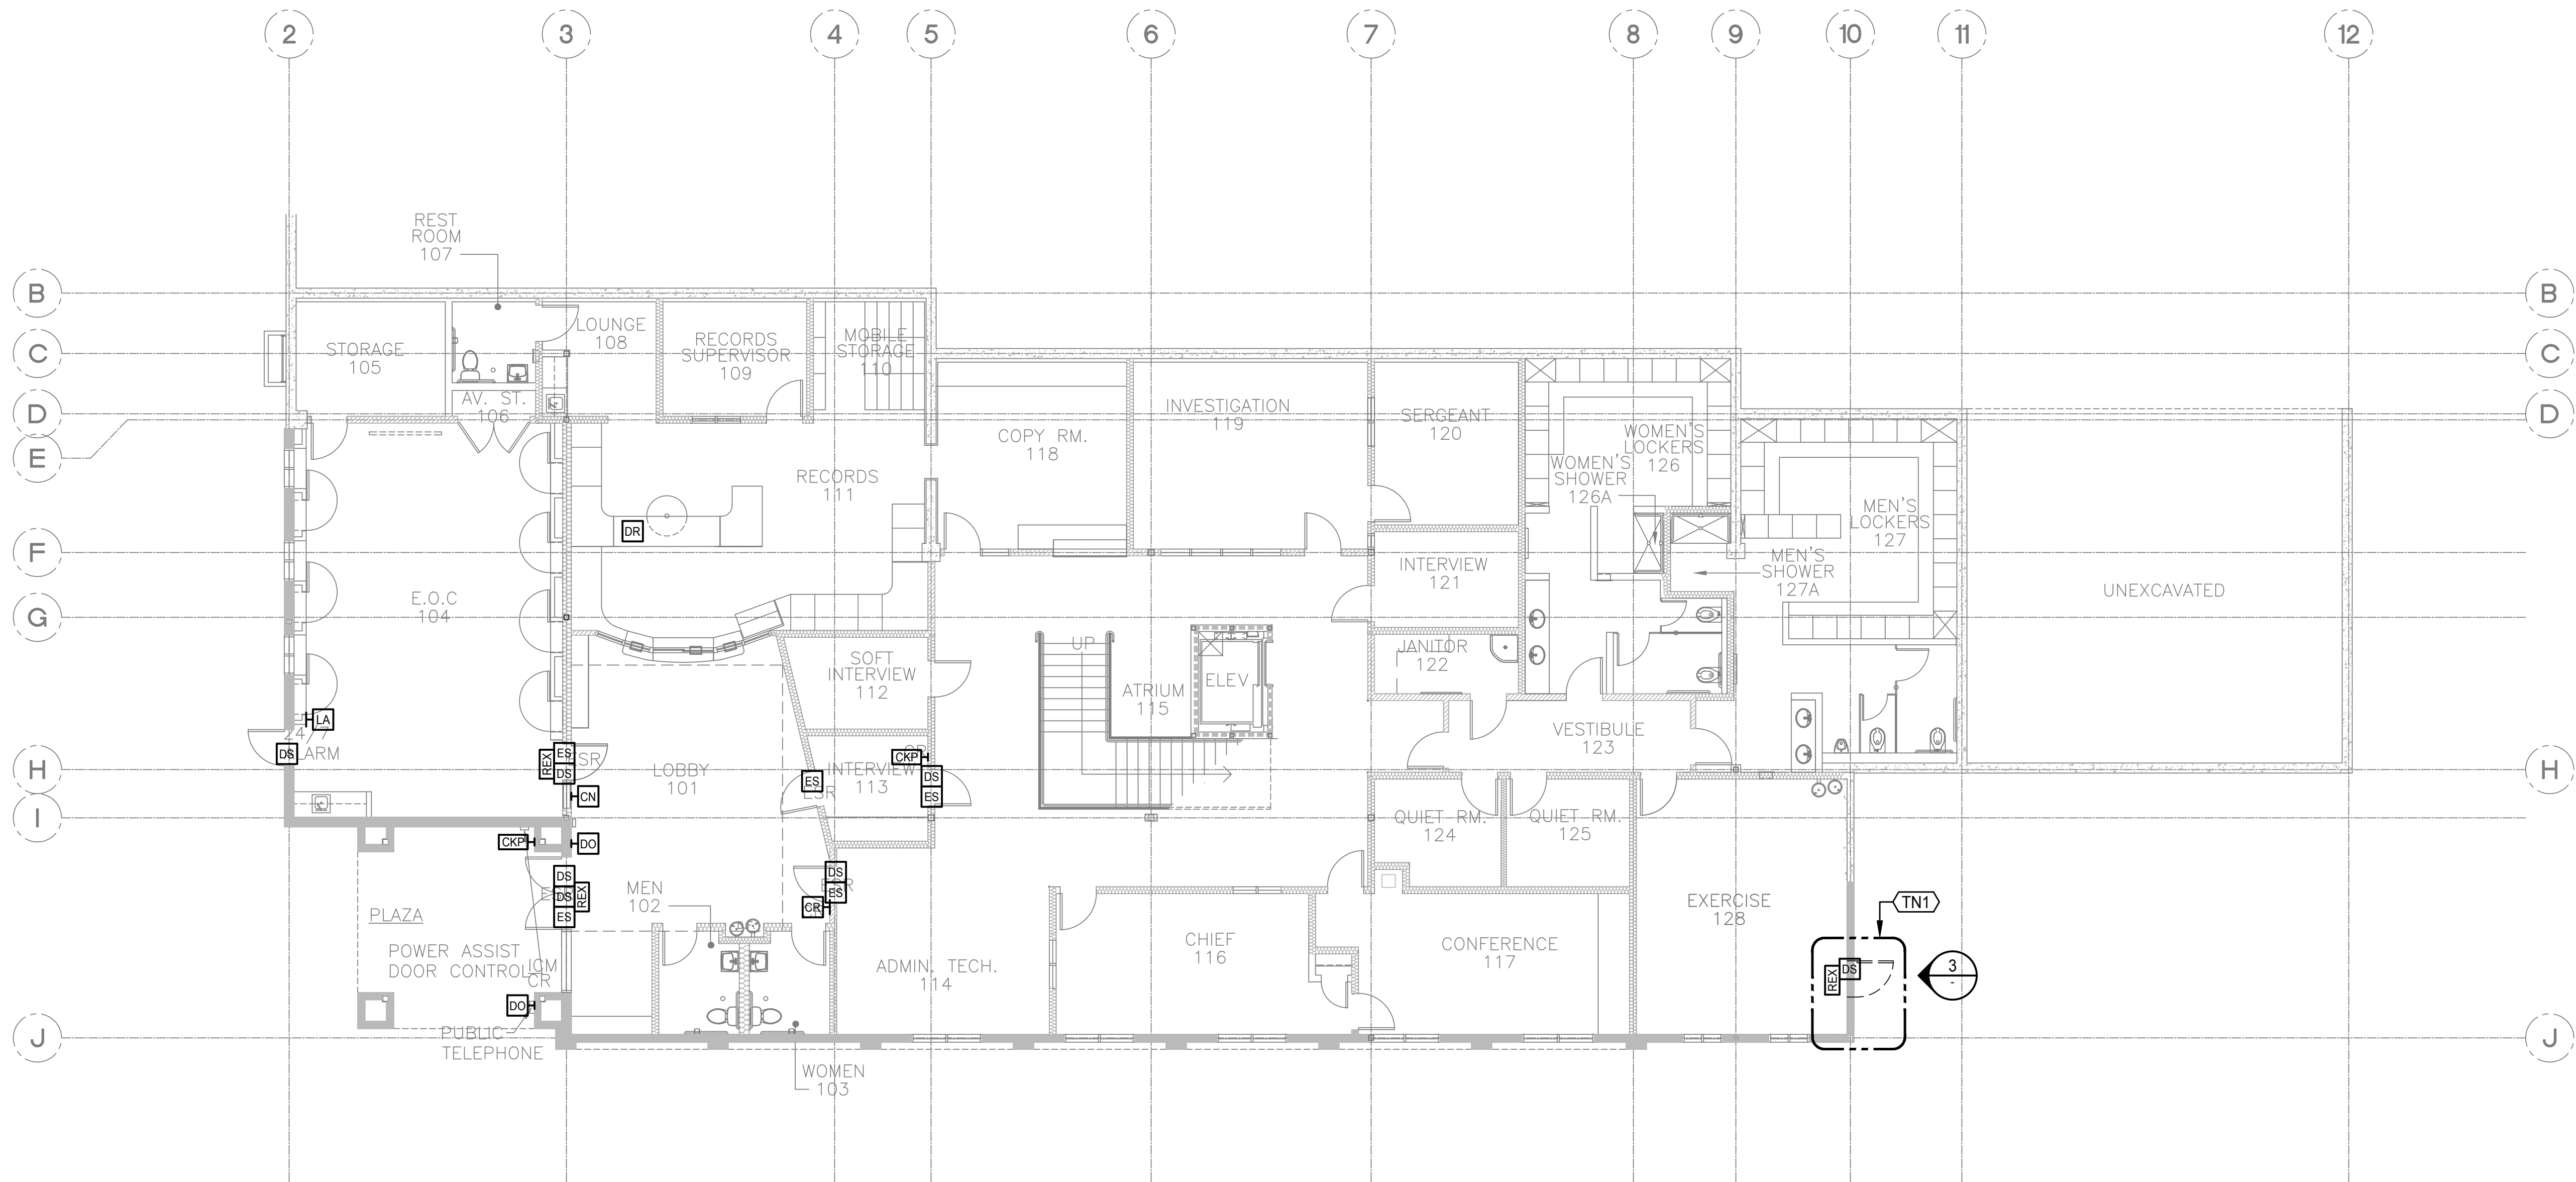 2
3
4
5
6
7
8
9
10
11
12
REST
ROOM
107
B
B
LOUNGE
108
RECORDS
SUPERVISOR
109
MOBILE
STORAGE
110
STORAGE
105
C
C
AV. ST.
106
D
D
E
INVESTIGATION
119
SERGEANT
120
COPY RM.
118
WOMEN'S
LOCKERS
126
WOMEN'S
SHOWER
126A
RECORDS
111
MEN'S
LOCKERS
127
DR
F
INTERVIEW
121
MEN'S
SHOWER
127A
F
E.O.C
104
UNEXCAVATED
G
G
UP
JANITOR
122
SOFT
INTERVIEW
112
ELEV
ATRIUM
115
LA
VESTIBULE
123
DS
ES
REX
DS
CKP
DS
ES
H
LOBBY
101
ES
ESR
INTERVIEW
113
H
CN
I
QUIET RM.
124
QUIET RM.
125
CKP
DO
DS
DS
REX
ES
DS
ES
CR
MEN
102
PLAZA
EXERCISE
128
TN1
POWER ASSIST
DOOR CONTROL
ICM
CR
CHIEF
116
CONFERENCE
117
ADMIN. TECH.
114
REX
DS
3
-
DO
J
PUBLIC
TELEPHONE
J
WOMEN
103